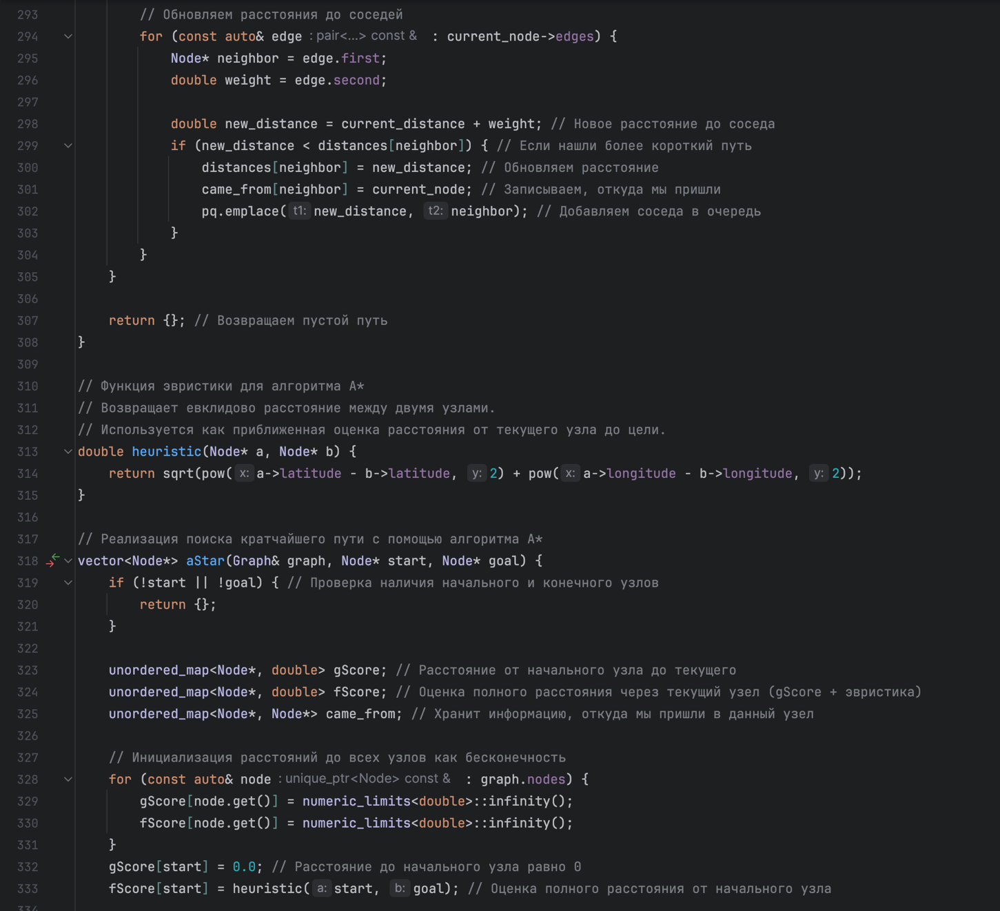 293 // Обновляем расстояния до соседей
294 for (const auto& edge : pair<...> const & : current_node->edges) {
295 Node* neighbor = edge.first;
296 double weight = edge.second;
297
298 double new_distance = current_distance + weight; // Новое расстояние до соседа
299 if (new_distance < distances[neighbor]) { // Если нашли более короткий путь
300 distances[neighbor] = new_distance; // Обновляем расстояние
301 came_from[neighbor] = current_node; // Записываем, откуда мы пришли
302 pq.emplace( t1: new_distance, t2: neighbor); // Добавляем соседа в очередь
303 }
304 }
305 }
306
307 return {}; // Возвращаем пустой путь
308 }
309
310 // Функция эвристики для алгоритма A*
311 // Возвращает евклидово расстояние между двумя узлами.
312 // Используется как приближенная оценка расстояния от текущего узла до цели.
313 double heuristic(Node* a, Node* b) {
314 return sqrt(pow( x: a->latitude - b->latitude, y: 2) + pow( x: a->longitude - b->longitude, y: 2));
315 }
316
317 // Реализация поиска кратчайшего пути с помощью алгоритма A*
318 vector<Node*> aStar(Graph& graph, Node* start, Node* goal) {
319 if (!start || !goal) { // Проверка наличия начального и конечного узлов
320 return {};
321 }
322
323 unordered_map<Node*, double> gScore; // Расстояние от начального узла до текущего
324 unordered_map<Node*, double> fScore; // Оценка полного расстояния через текущий узел (gScore + эвристика)
325 unordered_map<Node*, Node*> came_from; // Хранит информацию, откуда мы пришли в данный узел
326
327 // Инициализация расстояний до всех узлов как бесконечность
328 for (const auto& node : unique_ptr<Node> const & : graph.nodes) {
329 gScore[node.get()] = numeric_limits<double>::infinity();
330 fScore[node.get()] = numeric_limits<double>::infinity();
331 }
332 gScore[start] = 0.0; // Расстояние до начального узла равно 0
333 fScore[start] = heuristic( a: start, b: goal); // Оценка полного расстояния от начального узла
334